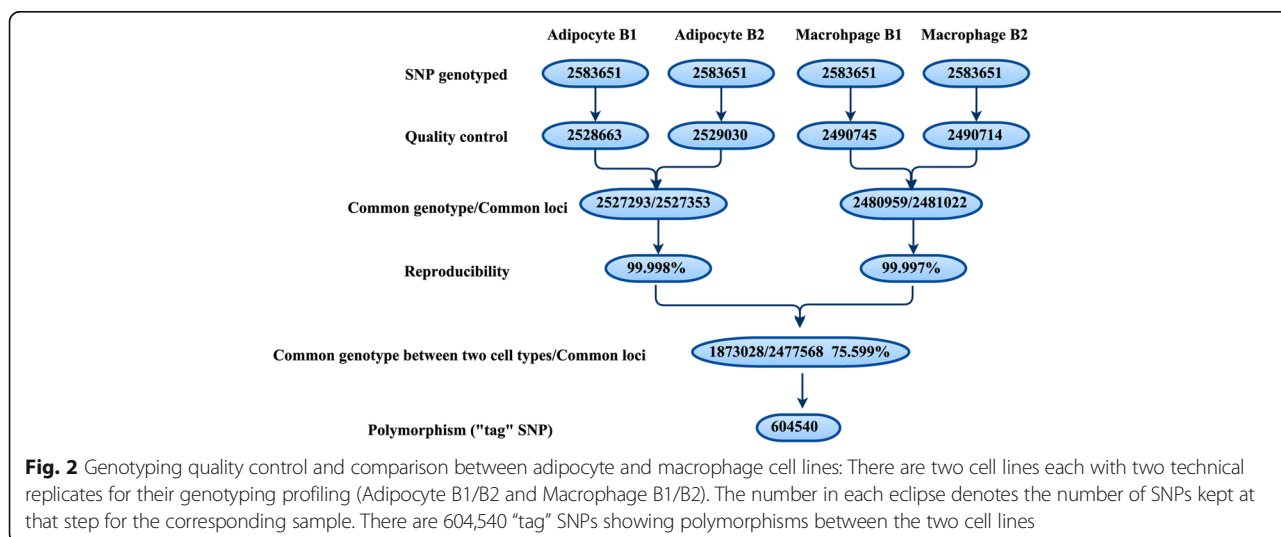 Adipocyte B1 Adipocyte B2 Macrohpage B1 Macrophage B2
SNP genotyped 2583651 2583651 2583651 2583651
Quality control 2528663 2529030 2490745 2490714
Common genotype/Common loci 2527293/2527353 2480959/2481022
Reproducibility 99.998% 99.997%
Common genotype between two cell types/Common loci 1873028/2477568 75.599%
Polymorphism ("tag" SNP) 604540
Fig. 2 Genotyping quality control and comparison between adipocyte and macrophage cell lines: There are two cell lines each with two technical
replicates for their genotyping profiling (Adipocyte B1/B2 and Macrophage B1/B2). The number in each eclipse denotes the number of SNPs kept at
that step for the corresponding sample. There are 604,540 “tag” SNPs showing polymorphisms between the two cell lines